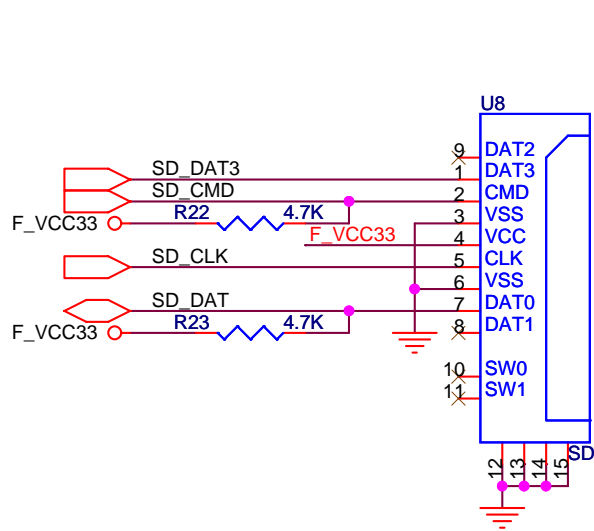 U8
9 DAT2
SD_DAT3 1 DAT3
SD_CMD 2 CMD
F_VCC33 R22 4.7K 3 VSS
F_VCC33 4 VCC
SD_CLK 5 CLK
6 VSS
SD_DAT 7 DAT0
F_VCC33 R23 4.7K 8 DAT1
10 SW0
11 SW1
SD
12 13 14 15